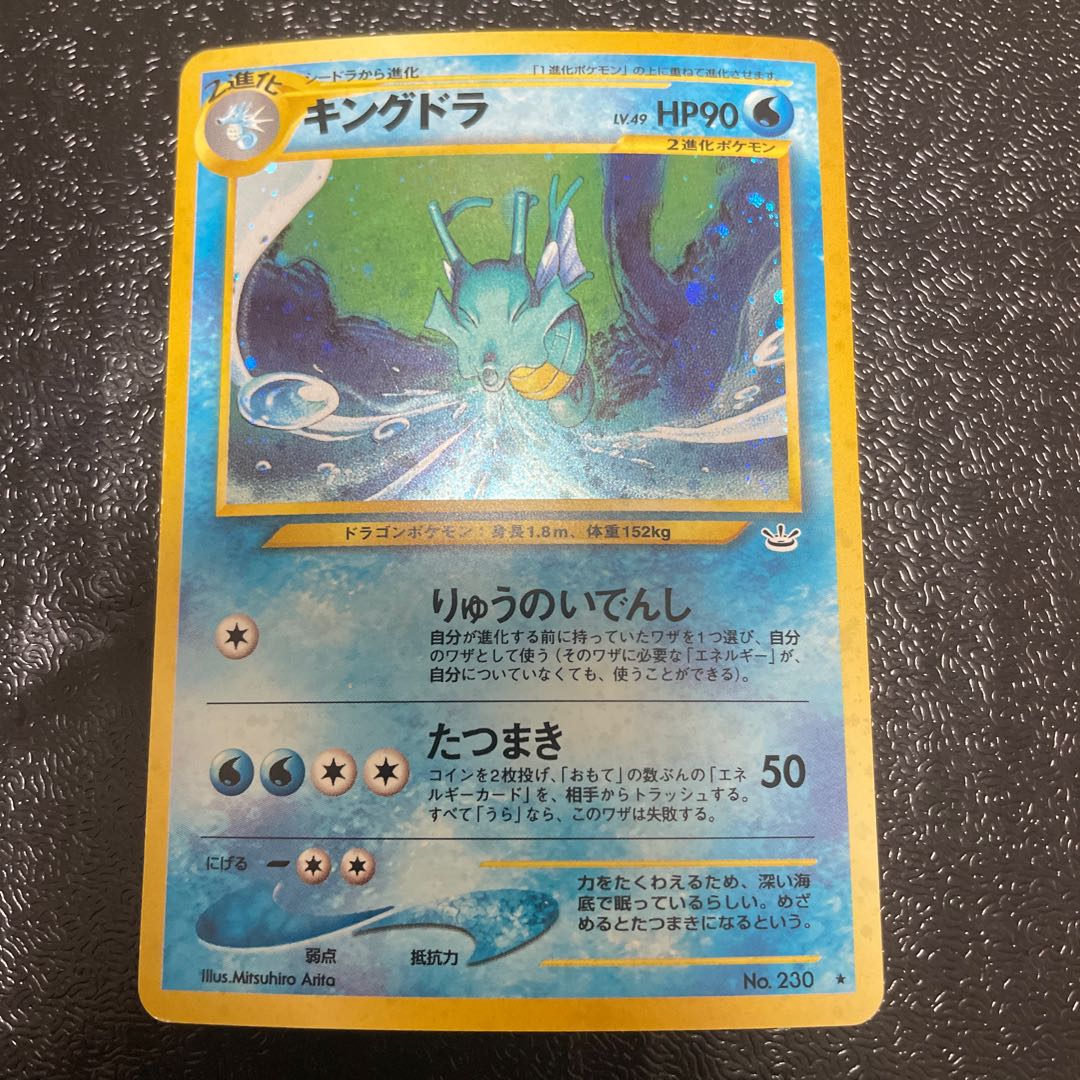 2進化
シードラから進化
「1進化ポケモン」の上に重ねて進化させます
キングドラ
LV.49 HP90
2進化ポケモン
ドラゴンポケモン：身長1.8m、体重152kg
りゅうのいでんし
自分が進化する前に持っていたワザを1つ選び、自分
のワザとして使う（そのワザに必要な「エネルギー」が、
自分についていなくても、使うことができる）。
たつまき
50
コインを2枚投げ、「おもて」の数ぶんの「エネ
ルギーカード」を、相手からトラッシュする。
すべて「うら」なら、このワザは失敗する。
にげる
力をたくわえるため、深い海
底で眠っているらしい。めざ
めるとたつまきになるという。
弱点
抵抗力
Illus.Mitsuhiro Arita
No. 230